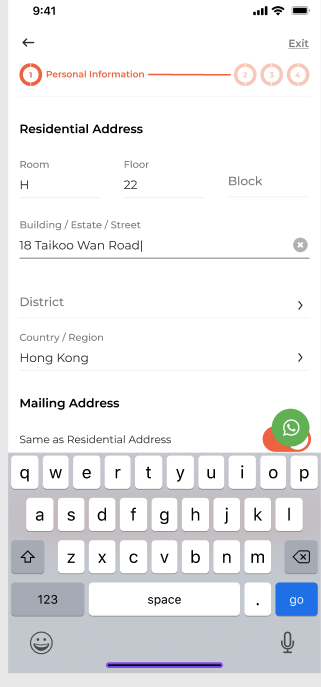 9:41
Exit
1 Personal Information 2 3 4
Residential Address
Room Floor
H 22 Block
Building / Estate / Street
18 Taikoo Wan Road
District
Country / Region
Hong Kong
Mailing Address
Same as Residential Address
q w e r t y u i o p
a s d f g h j k l
z x c v b n m
123 space . go